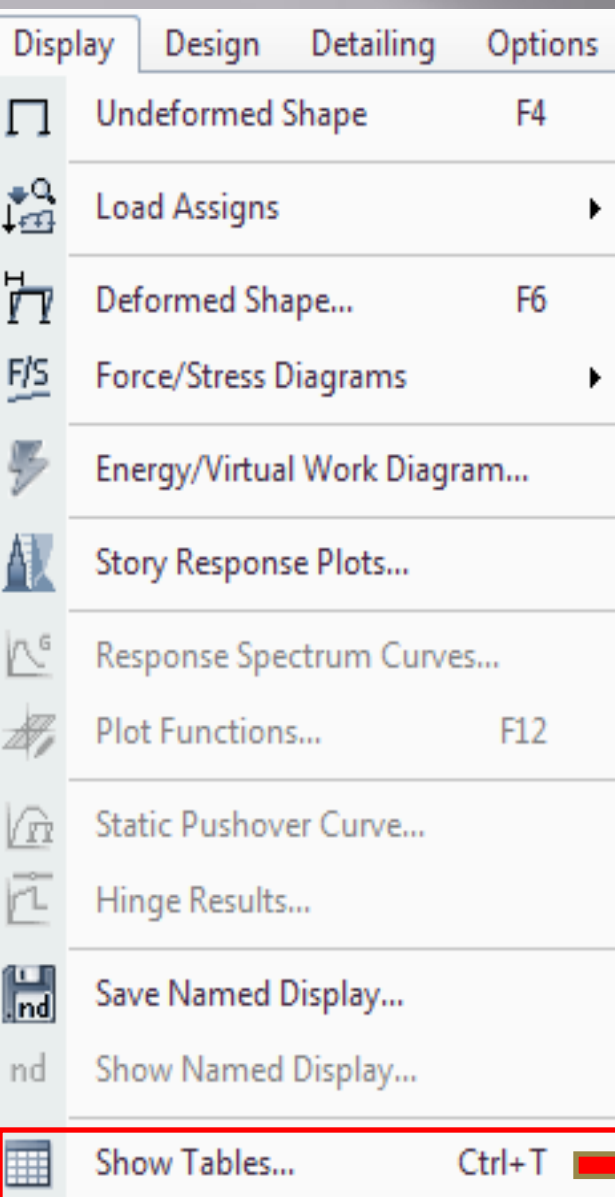 Display Design Detailing Options
Undeformed Shape F4
Load Assigns
Deformed Shape... F6
F/S Force/Stress Diagrams
Energy/Virtual Work Diagram...
Story Response Plots...
G Response Spectrum Curves...
Plot Functions... F12
Static Pushover Curve...
Hinge Results...
.nd Save Named Display...
nd Show Named Display...
Show Tables... Ctrl+T